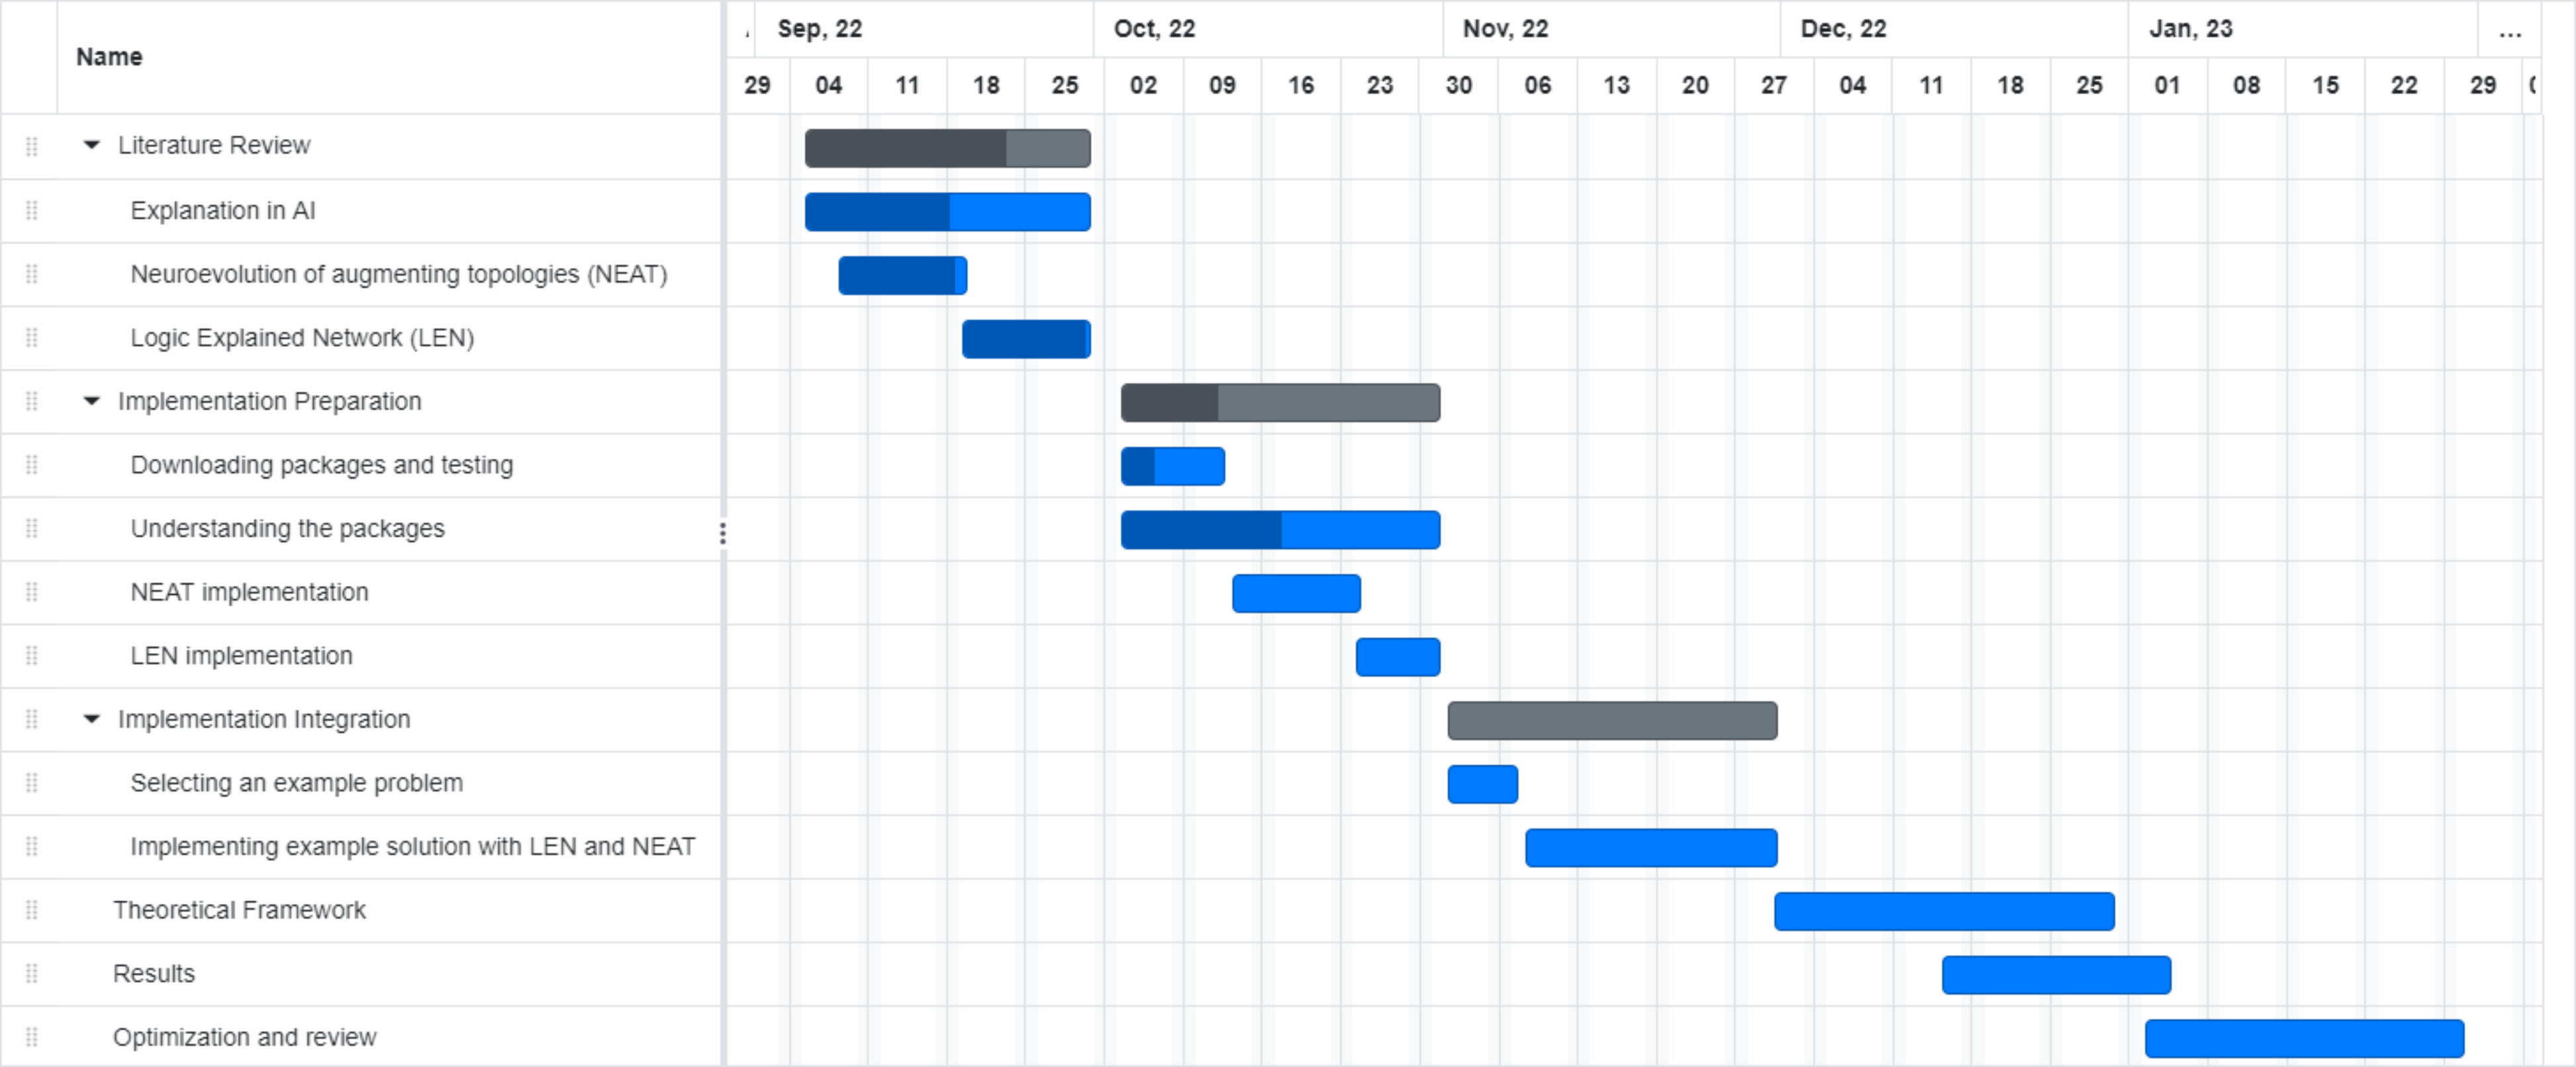 Name
Sep, 22 Oct, 22 Nov, 22 Dec, 22 Jan, 23 ...
29 04 11 18 25 02 09 16 23 30 06 13 20 27 04 11 18 25 01 08 15 22 29
Literature Review
Explanation in AI
Neuroevolution of augmenting topologies (NEAT)
Logic Explained Network (LEN)
Implementation Preparation
Downloading packages and testing
Understanding the packages
NEAT implementation
LEN implementation
Implementation Integration
Selecting an example problem
Implementing example solution with LEN and NEAT
Theoretical Framework
Results
Optimization and review